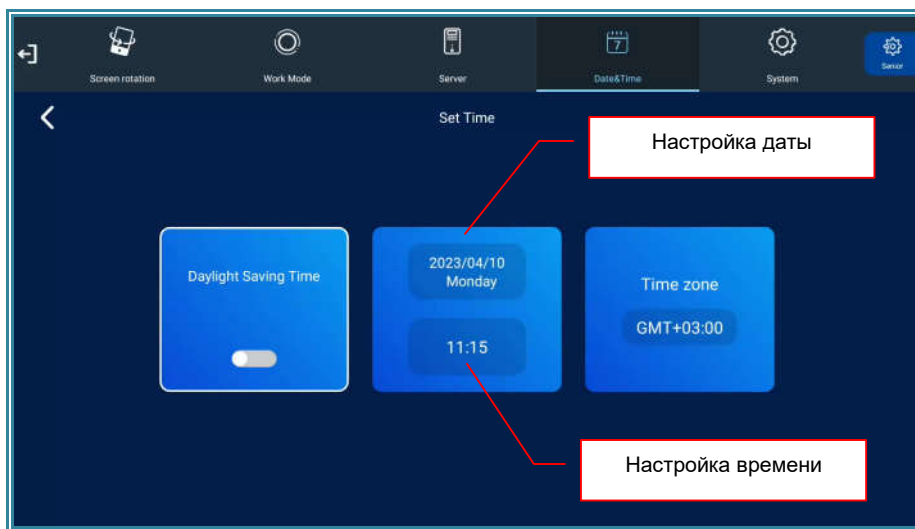 Screen rotation
Work Mode
Server
7
Date&Time
System
Senior
Set Time
Настройка даты
Daylight Saving Time
2023/04/10
Monday
11:15
Time zone
GMT+03:00
Настройка времени